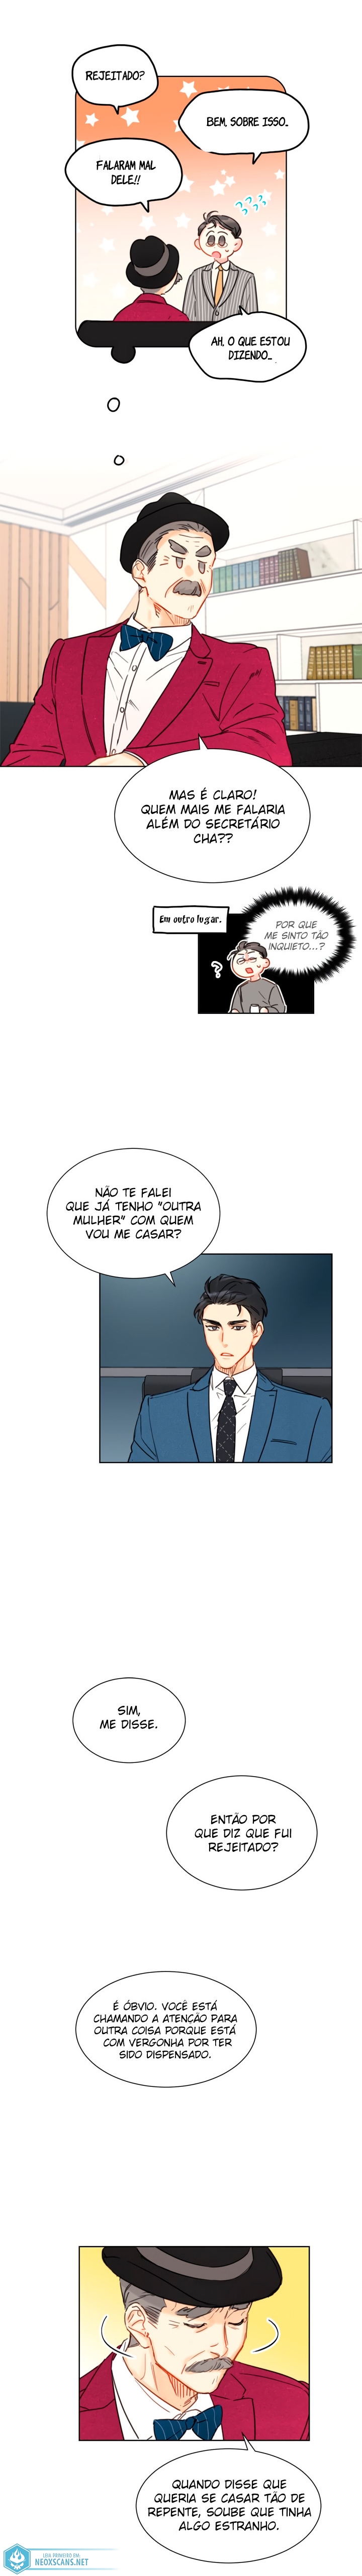 REJEITADO?
BEM, SOBRE ISSO..
FALARAM MAL
DELE!!
AH, O QUE ESTOU
DIZENDO..
MAS É CLARO!
QUEM MAIS ME FALARIA
ALÉM DO SECRETÁRIO
CHA??
Em outro lugar.
POR QUE
ME SINTO TÃO
INQUIETO...?
?
NÃO TE FALEI
QUE JÁ TENHO "OUTRA
MULHER" COM QUEM
VOU ME CASAR?
SIM,
ME DISSE.
ENTÃO POR
QUE DIZ QUE FUI
REJEITADO?
É ÓBVIO. VOCÊ ESTÁ
CHAMANDO A ATENÇÃO PARA
OUTRA COISA PORQUE ESTÁ
COM VERGONHA POR TER
SIDO DISPENSADO.
QUANDO DISSE QUE
QUERIA SE CASAR TÃO DE
REPENTE, SOUBE QUE TINHA
ALGO ESTRANHO.
LEIA PRIMEIRO EM
NEOXSCANS.NET